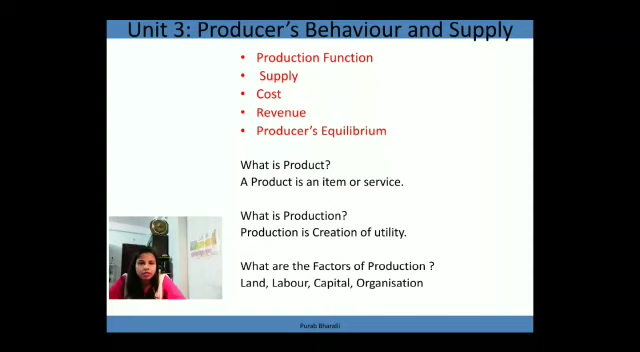 Unit 3: Producer's Behaviour and Supply
• Production Function
• Supply
• Cost
• Revenue
• Producer's Equilibrium
What is Product?
A Product is an item or service.
What is Production?
Production is Creation of utility.
What are the Factors of Production ?
Land, Labour, Capital, Organisation
Purab Bharali